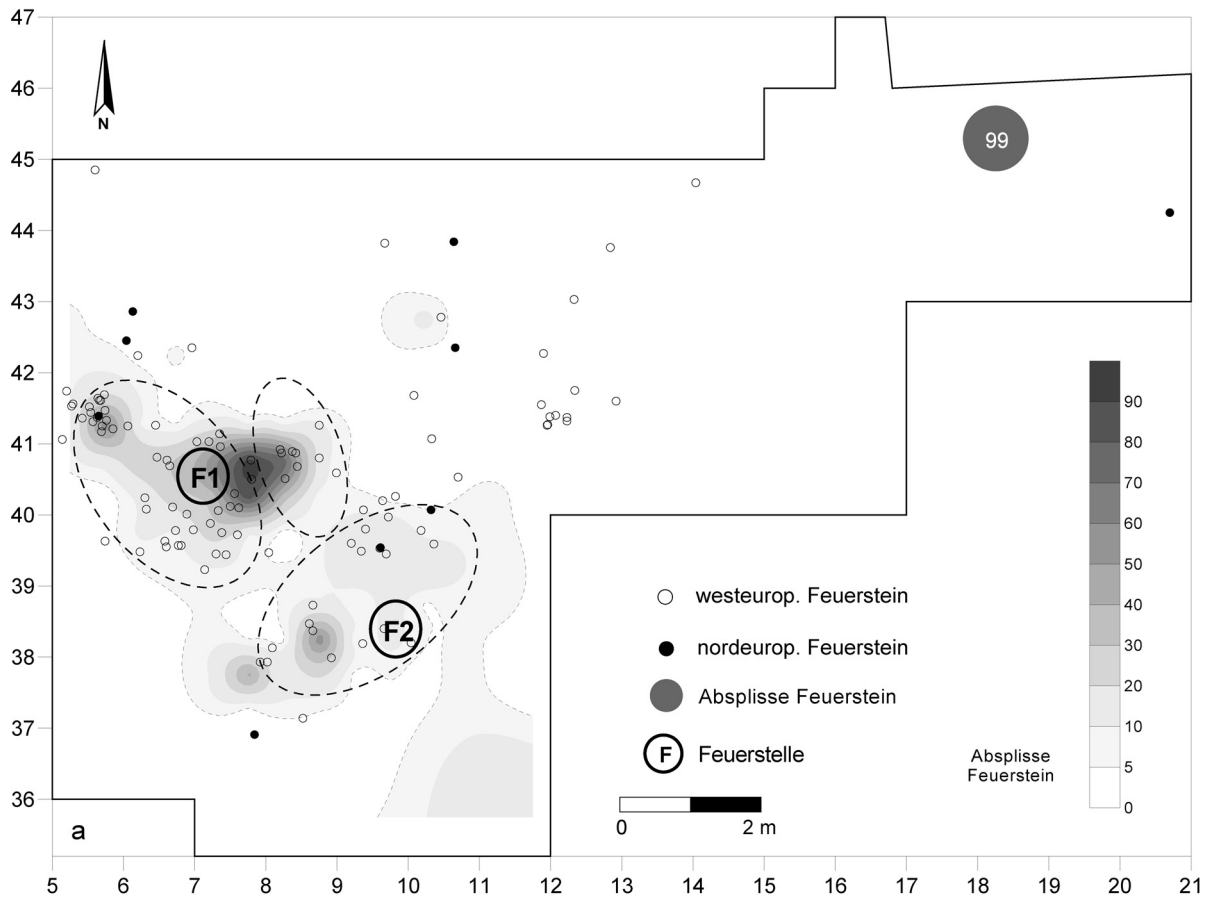 47
46
45
44
43
42
41
40
39
38
37
36
N
99
F1
F2
westeurop. Feuerstein
nordeurop. Feuerstein
Absplisse Feuerstein
F Feuerstelle
0 2 m
Absplisse
Feuerstein
90
80
70
60
50
40
30
20
10
5
0
a
5 6 7 8 9 10 11 12 13 14 15 16 17 18 19 20 21